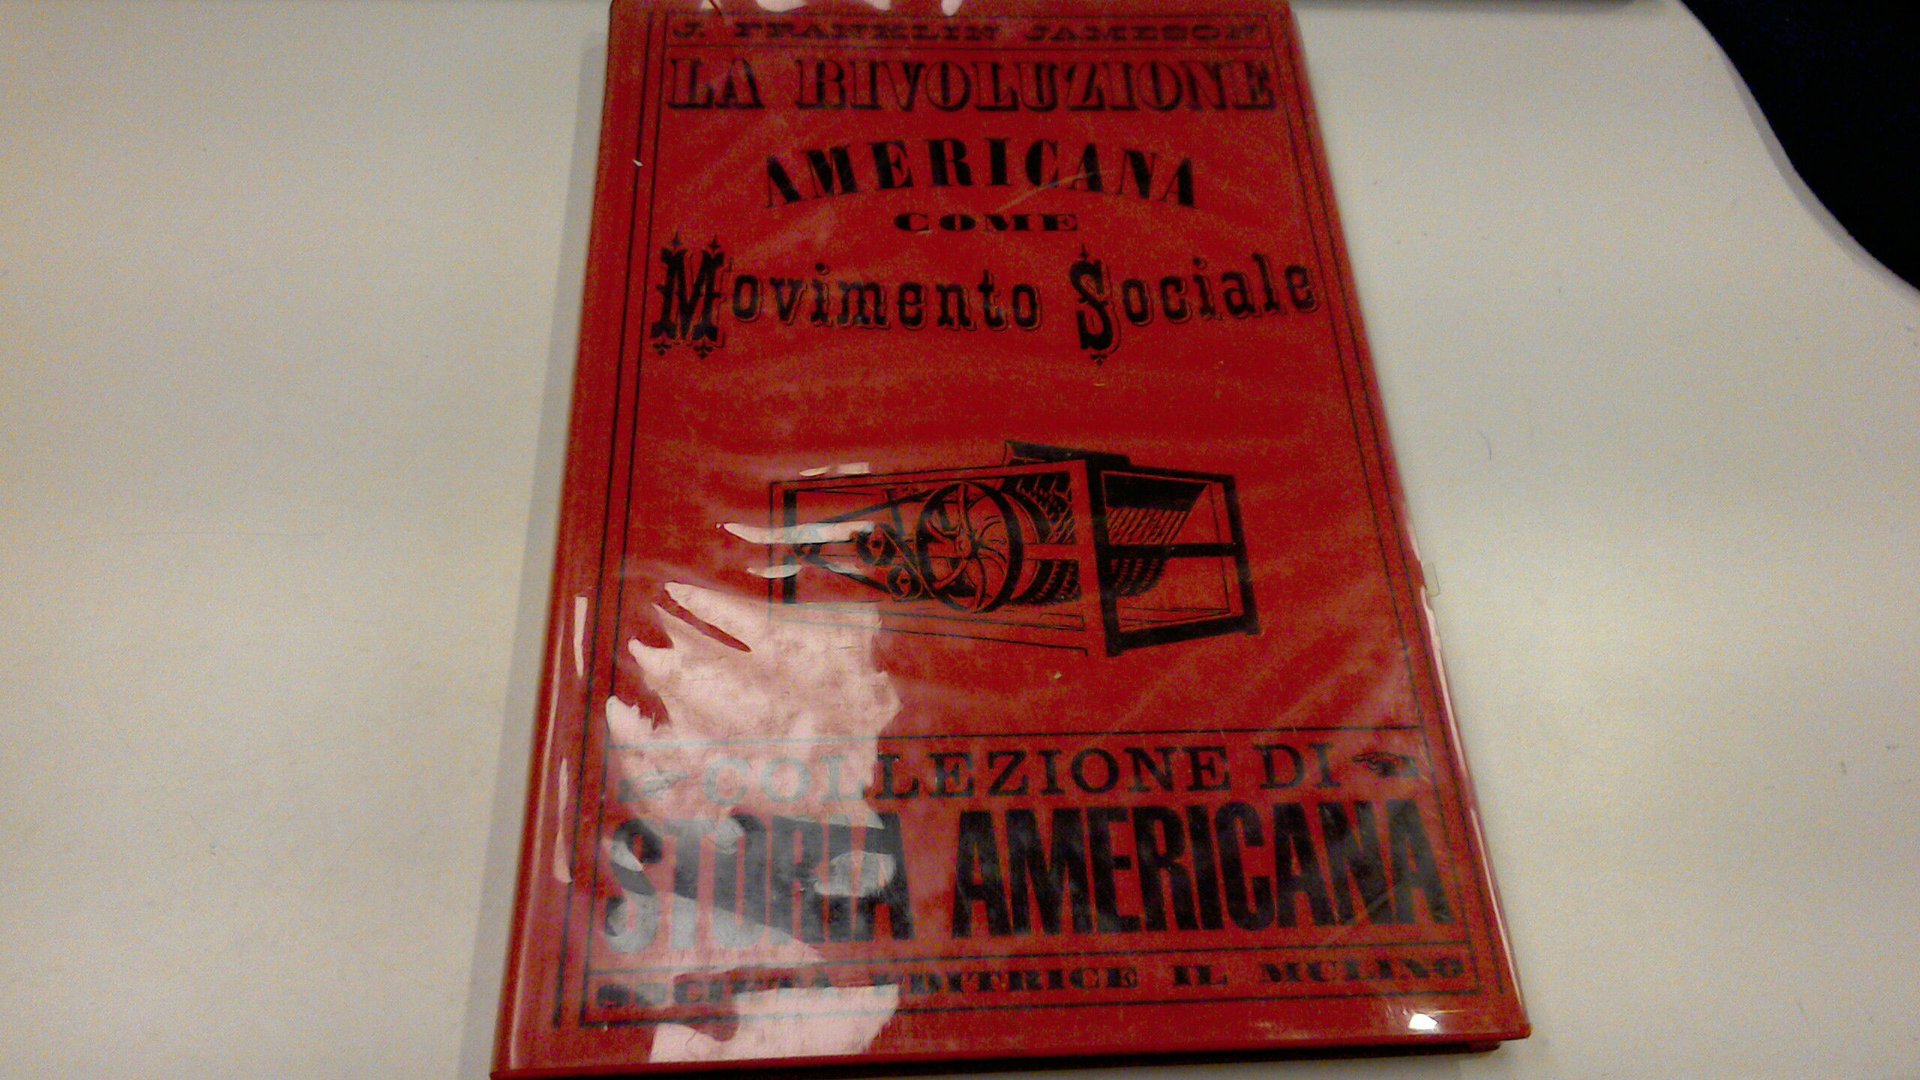 J. FRANKLIN JAMESON
LA RIVOLUZIONE
AMERICANA
COME
Movimento Sociale
COLLEZIONE DI
STORIA AMERICANA
SOCIETÀ EDITRICE IL MULINO